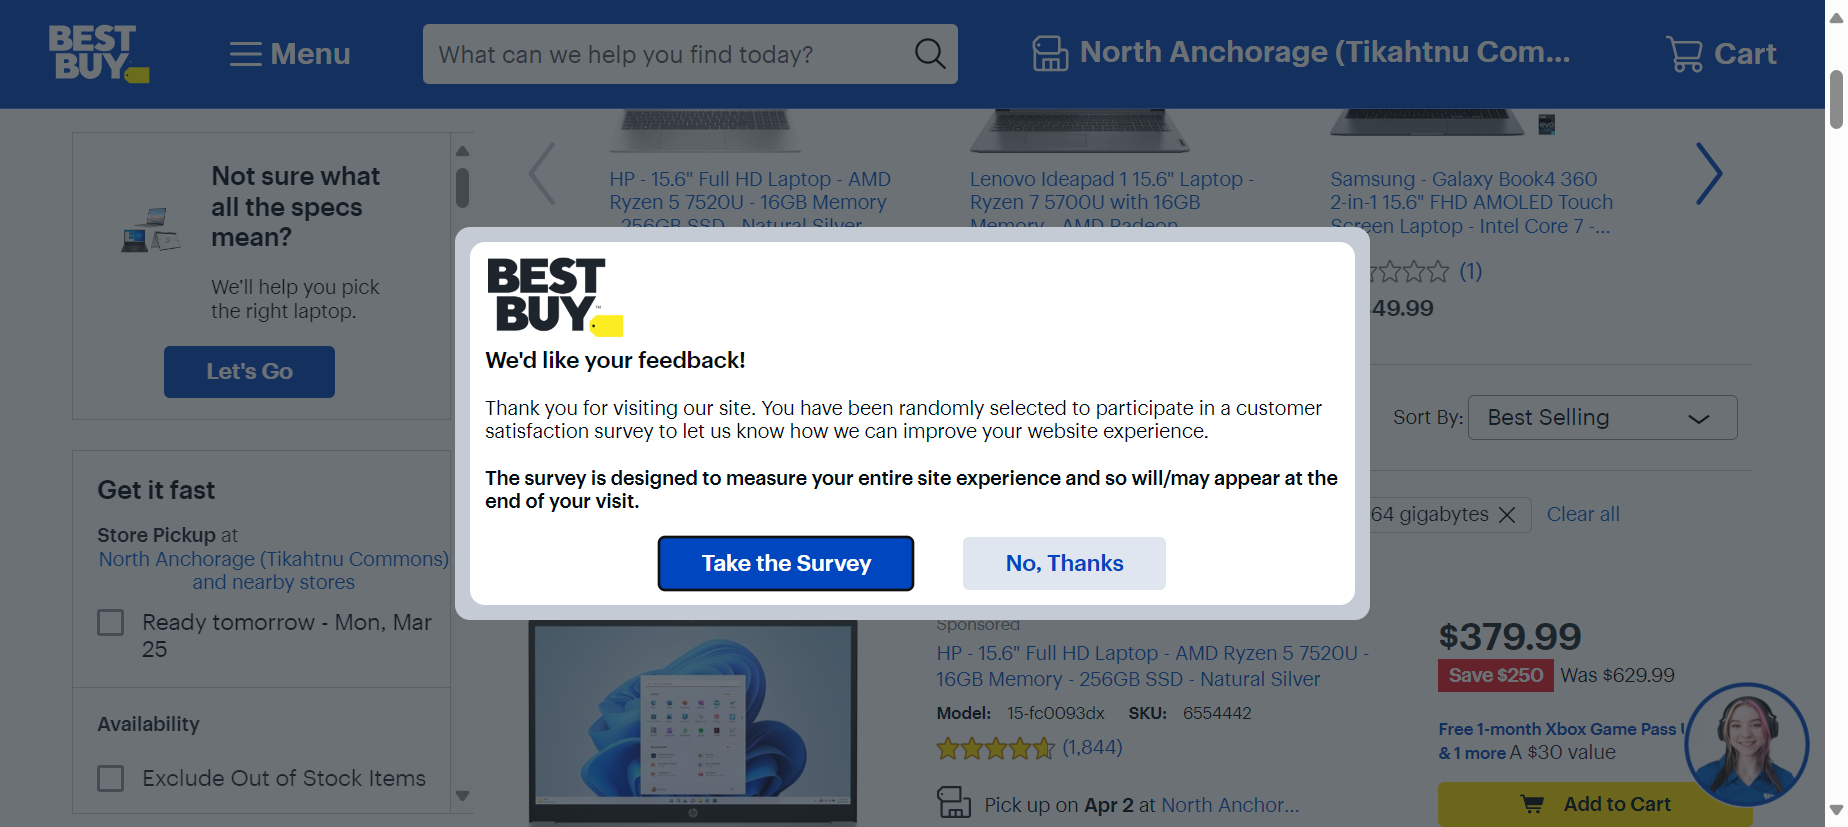 BEST
BUY
Menu
What can we help you find today?
North Anchorage (Tikahtnu Com...
Cart
Not sure what
all the specs
mean?
We'll help you pick
the right laptop.
Let's Go
HP - 15.6" Full HD Laptop - AMD
Ryzen 5 7520U - 16GB Memory
- 256GB SSD - Natural Silver
Lenovo Ideapad 1 15.6" Laptop -
Ryzen 7 5700U with 16GB
Memory - AMD Radeon
Samsung - Galaxy Book4 360
2-in-1 15.6" FHD AMOLED Touch
Screen Laptop - Intel Core 7 -...
(1)
49.99
BEST
BUY
We'd like your feedback!
Thank you for visiting our site. You have been randomly selected to participate in a customer
satisfaction survey to let us know how we can improve your website experience.
The survey is designed to measure your entire site experience and so will/may appear at the
end of your visit.
Take the Survey
No, Thanks
Sort By:
Best Selling
64 gigabytes
Clear all
Get it fast
Store Pickup at
North Anchorage (Tikahtnu Commons)
and nearby stores
Ready tomorrow - Mon, Mar
25
Availability
Exclude Out of Stock Items
Sponsored
HP - 15.6" Full HD Laptop - AMD Ryzen 5 7520U -
16GB Memory - 256GB SSD - Natural Silver
Model: 15-fc0093dx SKU: 6554442
(1,844)
Pick up on Apr 2 at North Anchor...
$379.99
Save $250 Was $629.99
Free 1-month Xbox Game Pass
& 1 more A $30 value
Add to Cart